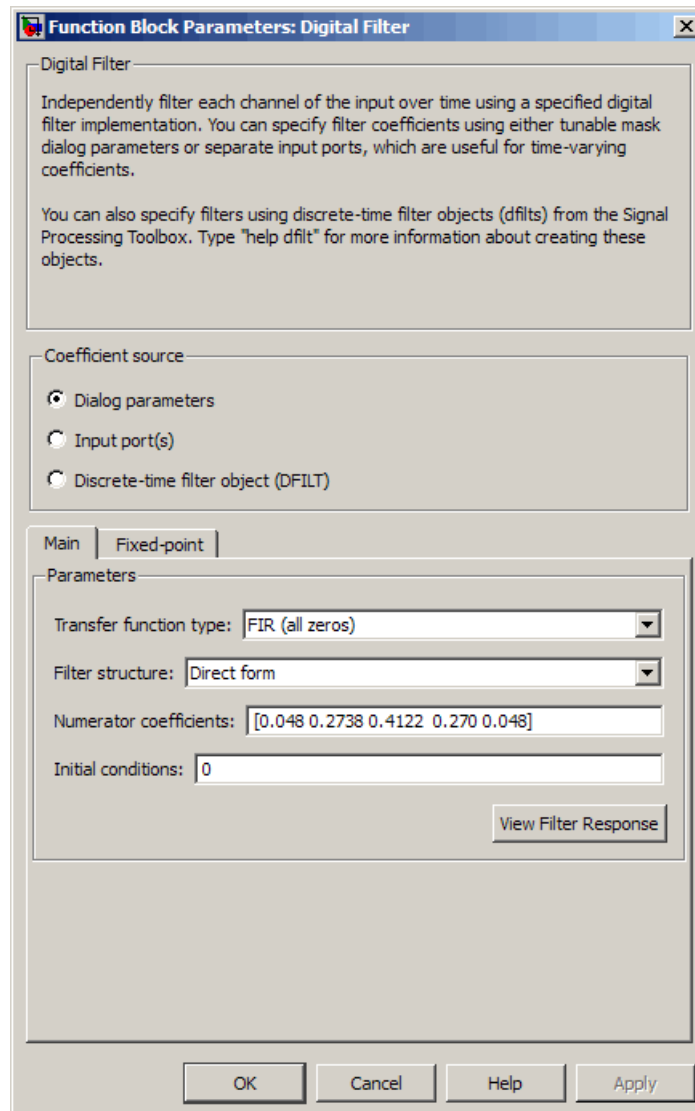 Function Block Parameters: Digital Filter
Digital Filter
Independently filter each channel of the input over time using a specified digital
filter implementation. You can specify filter coefficients using either tunable mask
dialog parameters or separate input ports, which are useful for time-varying
coefficients.
You can also specify filters using discrete-time filter objects (dfilts) from the Signal
Processing Toolbox. Type "help dfilt" for more information about creating these
objects.
Coefficient source
Dialog parameters
Input port(s)
Discrete-time filter object (DFILT)
Main Fixed-point
Parameters
Transfer function type: FIR (all zeros)
Filter structure: Direct form
Numerator coefficients: [0.048 0.2738 0.4122  0.270 0.048]
Initial conditions: 0
View Filter Response
OK Cancel Help Apply